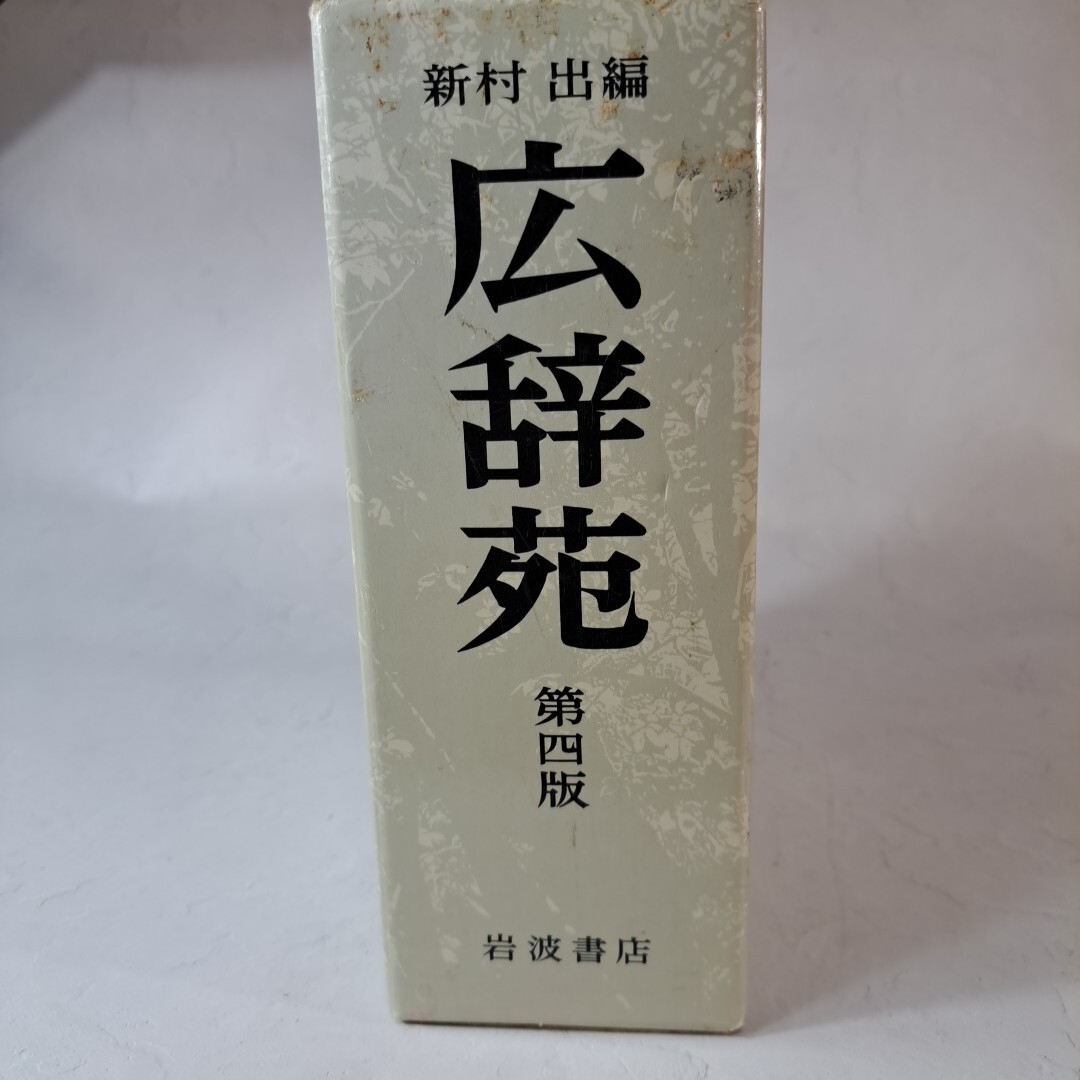 新村 出編
広辞苑
第四版
岩波書店